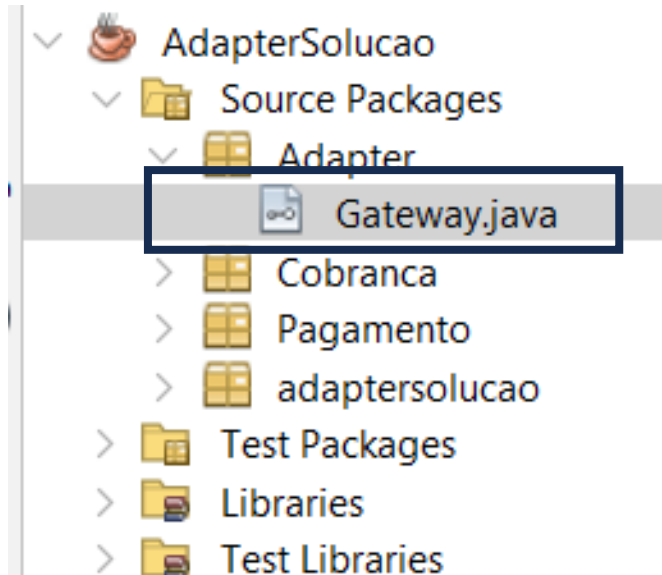 AdapterSolucao
Source Packages
Adapter
Gateway.java
Cobranca
Pagamento
adaptersolucao
Test Packages
Libraries
Test Libraries